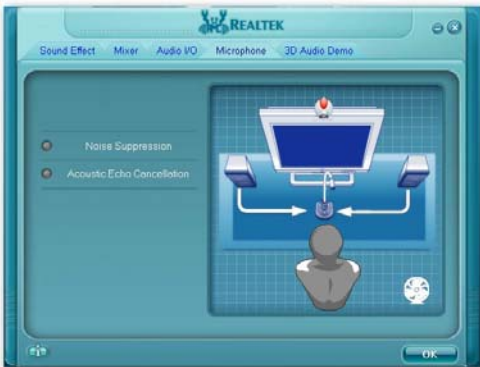 REALTEK
Sound Effect Mixer Audio I/O Microphone 3D Audio Demo
Noise Suppression
Acoustic Echo Cancellation
OK